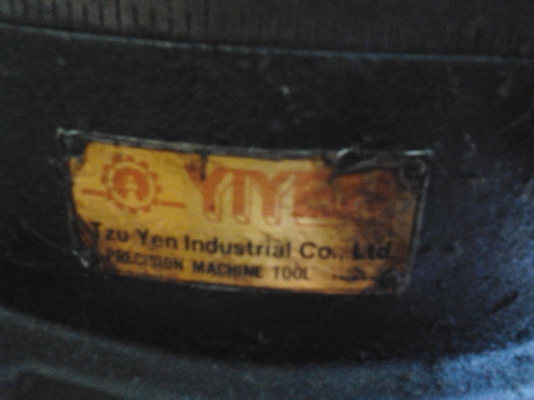 Tzu Yen Industrial Co., Ltd.
PRECISION MACHINE TOOL